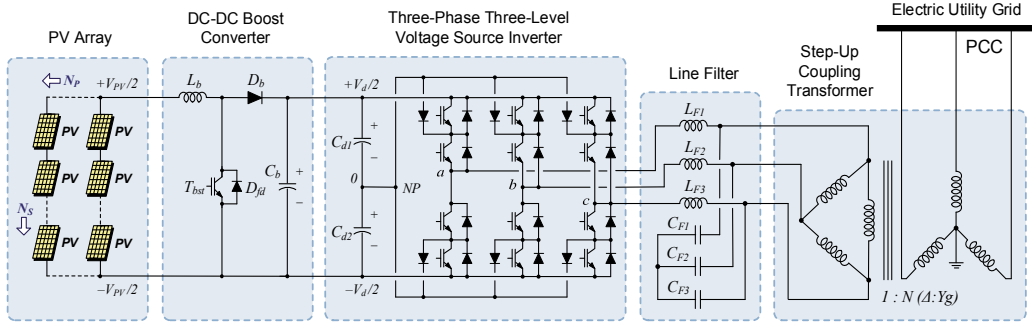 PV Array
DC-DC Boost
Converter
Three-Phase Three-Level
Voltage Source Inverter
Line Filter
Step-Up
Coupling
Transformer
Electric Utility Grid
PCC
N_P
+V_PV/2
L_b
D_b
+V_d/2
PV
PV
PV
PV
PV
PV
N_S
T_bst
D_fd
C_b
+
−
C_d1
+
−
0
NP
C_d2
+
−
a
b
c
L_F1
L_F2
L_F3
C_F1
C_F2
C_F3
−V_PV/2
−V_d/2
1 : N (Δ:Yg)